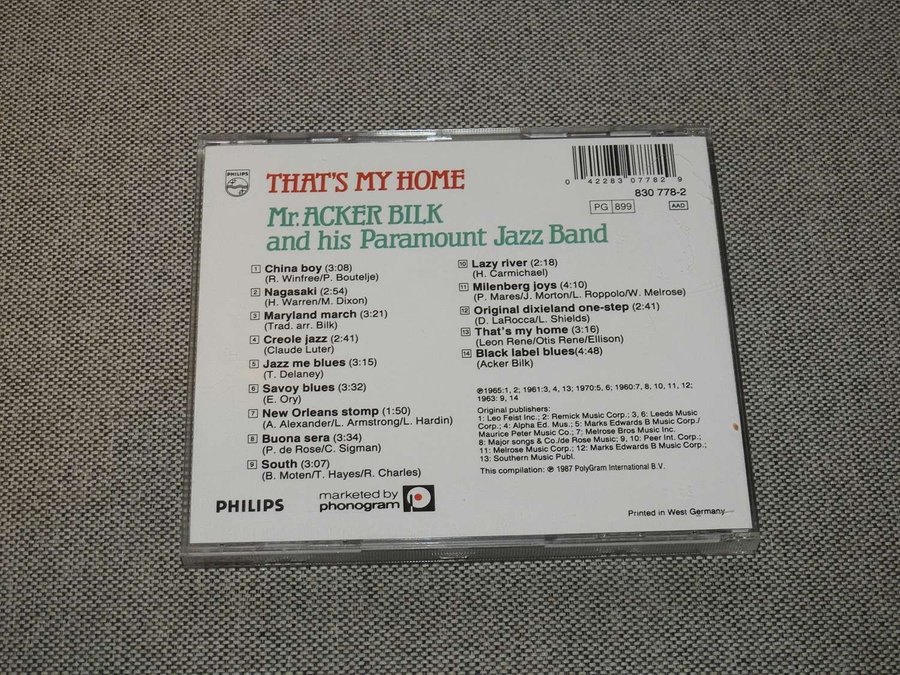 PHILIPS
THAT'S MY HOME
Mr. ACKER BILK
and his Paramount Jazz Band
0 42283 07782 9
830 778-2
PG 899
AAD
1 China boy (3:08)
(R. Winfree/P. Boutelje)
2 Nagasaki (2:54)
(H. Warren/M. Dixon)
3 Maryland march (3:21)
(Trad. arr. Bilk)
4 Creole jazz (2:41)
(Claude Luter)
5 Jazz me blues (3:15)
(T. Delaney)
6 Savoy blues (3:32)
(E. Ory)
7 New Orleans stomp (1:50)
(A. Alexander/L. Armstrong/L. Hardin)
8 Buona sera (3:34)
(P. de Rose/C. Sigman)
9 South (3:07)
(B. Moten/T. Hayes/R. Charles)
10 Lazy river (2:18)
(H. Carmichael)
11 Milenberg joys (4:10)
(P. Mares/J. Morton/L. Roppolo/W. Melrose)
12 Original dixieland one-step (2:41)
(D. LaRocca/L. Shields)
13 That's my home (3:16)
(Leon Rene/Otis Rene/Ellison)
14 Black label blues(4:48)
(Acker Bilk)
℗1965:1, 2; 1961:3, 4, 13; 1970:5, 6; 1960:7, 8, 10, 11, 12;
1963: 9, 14
Original publishers:
1: Leo Feist Inc.; 2: Remick Music Corp.; 3, 6: Leeds Music
Corp.; 4: Alpha Ed. Mus.; 5: Marks Edwards B Music Corp./
Maurice Peter Music Co.; 7: Melrose Bros Music Inc.
8: Major songs & Co./de Rose Music; 9, 10: Peer Int. Corp.;
11: Melrose Music Corp.; 12: Marks Edwards B Music Corp.;
13: Southern Music Publ.
This compilation: ℗ 1987 PolyGram International B.V.
PHILIPS
marketed by
phonogram
Printed in West Germany